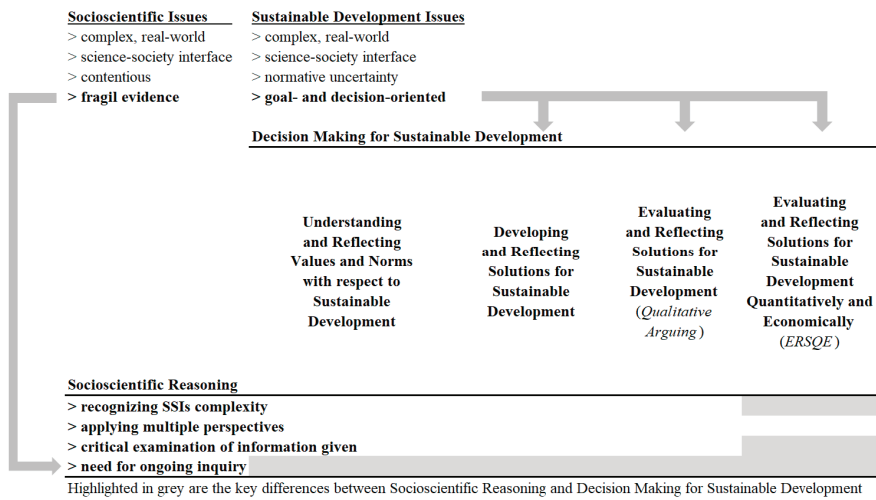 Socioscientific Issues
> complex, real-world
> science-society interface
> contentious
> fragil evidence
Sustainable Development Issues
> complex, real-world
> science-society interface
> normative uncertainty
> goal- and decision-oriented
Decision Making for Sustainable Development
Understanding
and Reflecting
Values and Norms
with respect to
Sustainable
Development
Developing
and Reflecting
Solutions for
Sustainable
Development
Evaluating
and Reflecting
Solutions for
Sustainable
Development
(Qualitative
Arguing)
Evaluating
and Reflecting
Solutions for
Sustainable
Development
Quantitatively and
Economically
(ERSQE)
Socioscientific Reasoning
> recognizing SSIs complexity
> applying multiple perspectives
> critical examination of information given
> need for ongoing inquiry
Highlighted in grey are the key differences between Socioscientific Reasoning and Decision Making for Sustainable Development